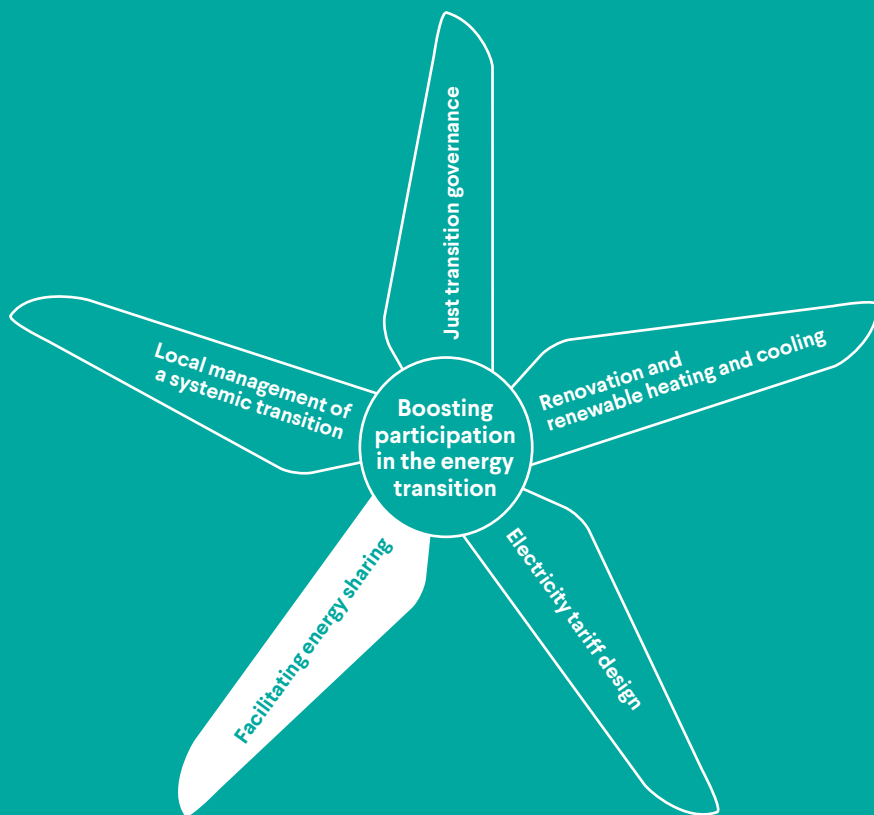 Just transition governance
Renovation and
renewable heating and cooling
Local management of
a systemic transition
Boosting
participation
in the energy
transition
Electricity tariff design
Facilitating energy sharing